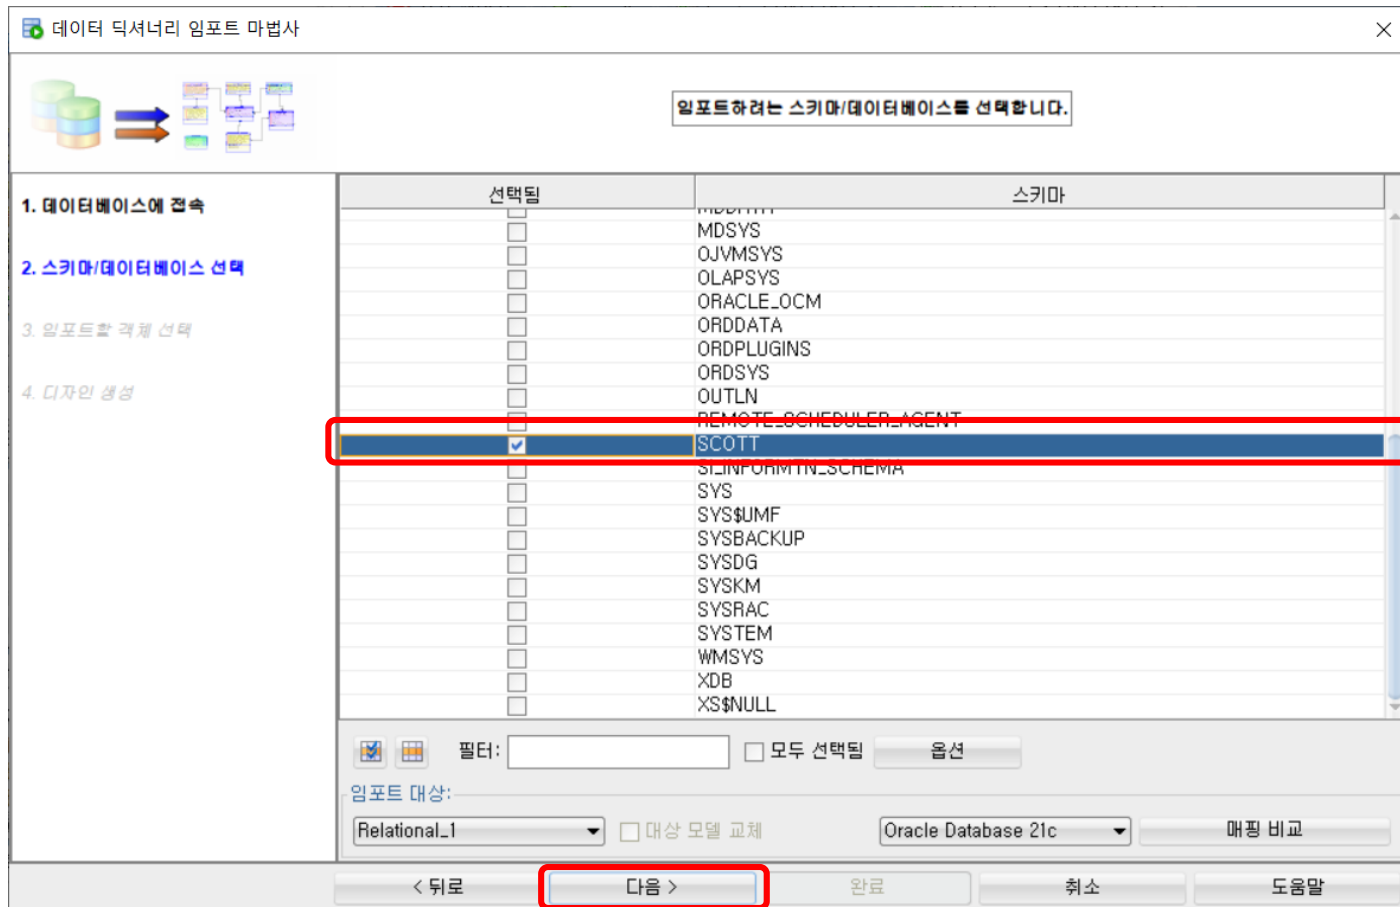 데이터 딕셔너리 임포트 마법사
임포트하려는 스키마/데이터베이스를 선택합니다.
1. 데이터베이스에 접속
2. 스키마/데이터베이스 선택
3. 임포트할 객체 선택
4. 디자인 생성
선택됨 스키마
MDDATA
MDSYS
OJVMSYS
OLAPSYS
ORACLE_OCM
ORDDATA
ORDPLUGINS
ORDSYS
OUTLN
REMOTE_SCHEDULER_AGENT
SCOTT
SI_INFORMTN_SCHEMA
SYS
SYS$UMF
SYSBACKUP
SYSDG
SYSKM
SYSRAC
SYSTEM
WMSYS
XDB
XS$NULL
필터: 모두 선택됨 옵션
임포트 대상:
Relational_1 대상 모델 교체 Oracle Database 21c 매핑 비교
< 뒤로 다음 > 완료 취소 도움말